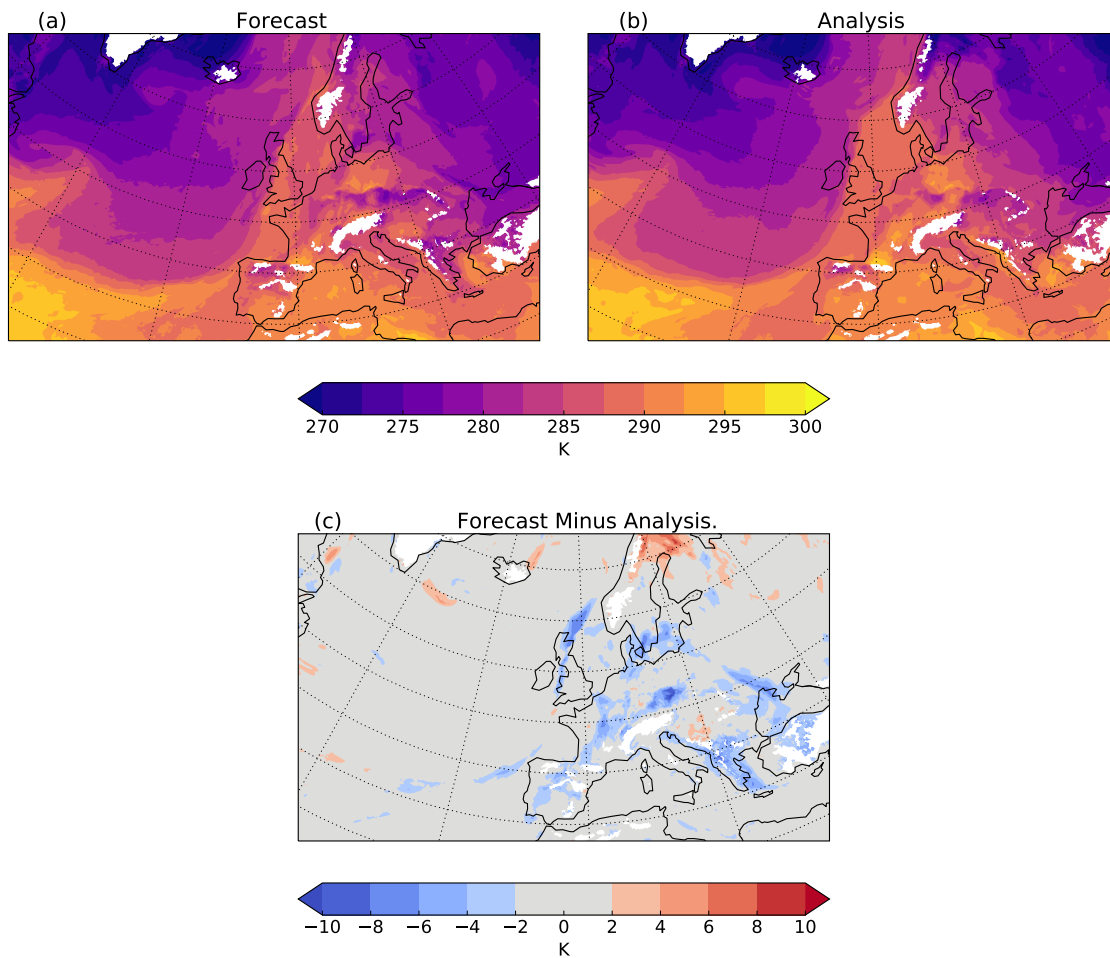 (a) Forecast
(b) Analysis
270 275 280 285 290 295 300
K
(c) Forecast Minus Analysis.
−10 −8 −6 −4 −2 0 2 4 6 8 10
K